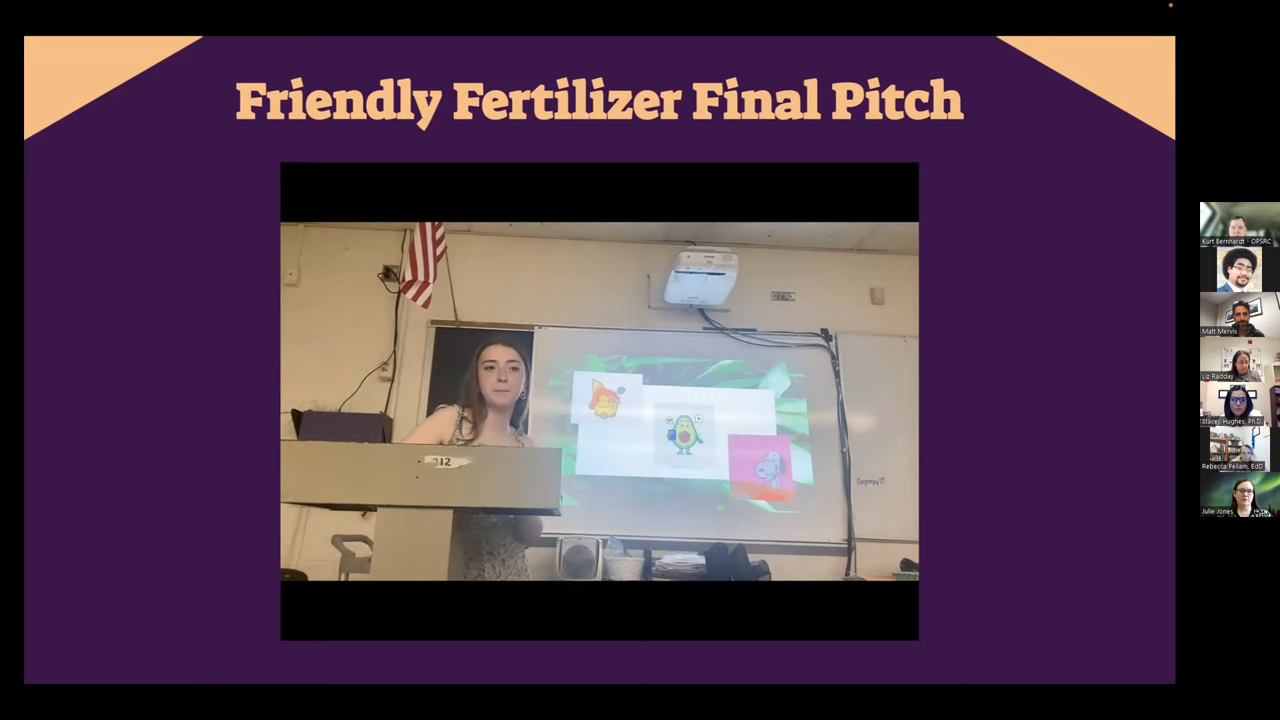 Friendly Fertilizer Final Pitch
212
Kurt Bernhardt - OPSRC
Matt Mervis
Liz Radday
Stacey Hughes, Ph.D.
Rebecca Pellam, EdD
Julie Jones